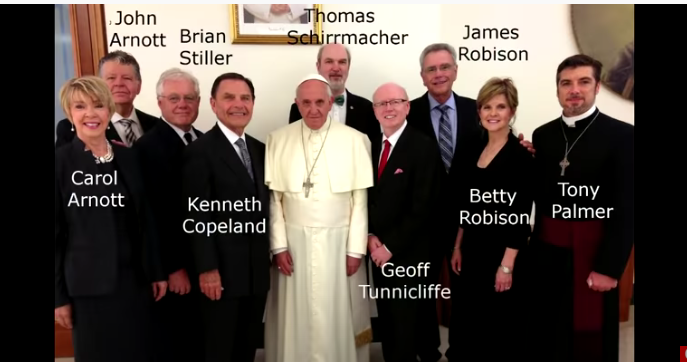 John
Arnott
Brian
Stiller
Thomas
Schirrmacher
James
Robison
Carol
Arnott
Kenneth
Copeland
Geoff
Tunnicliffe
Betty
Robison
Tony
Palmer